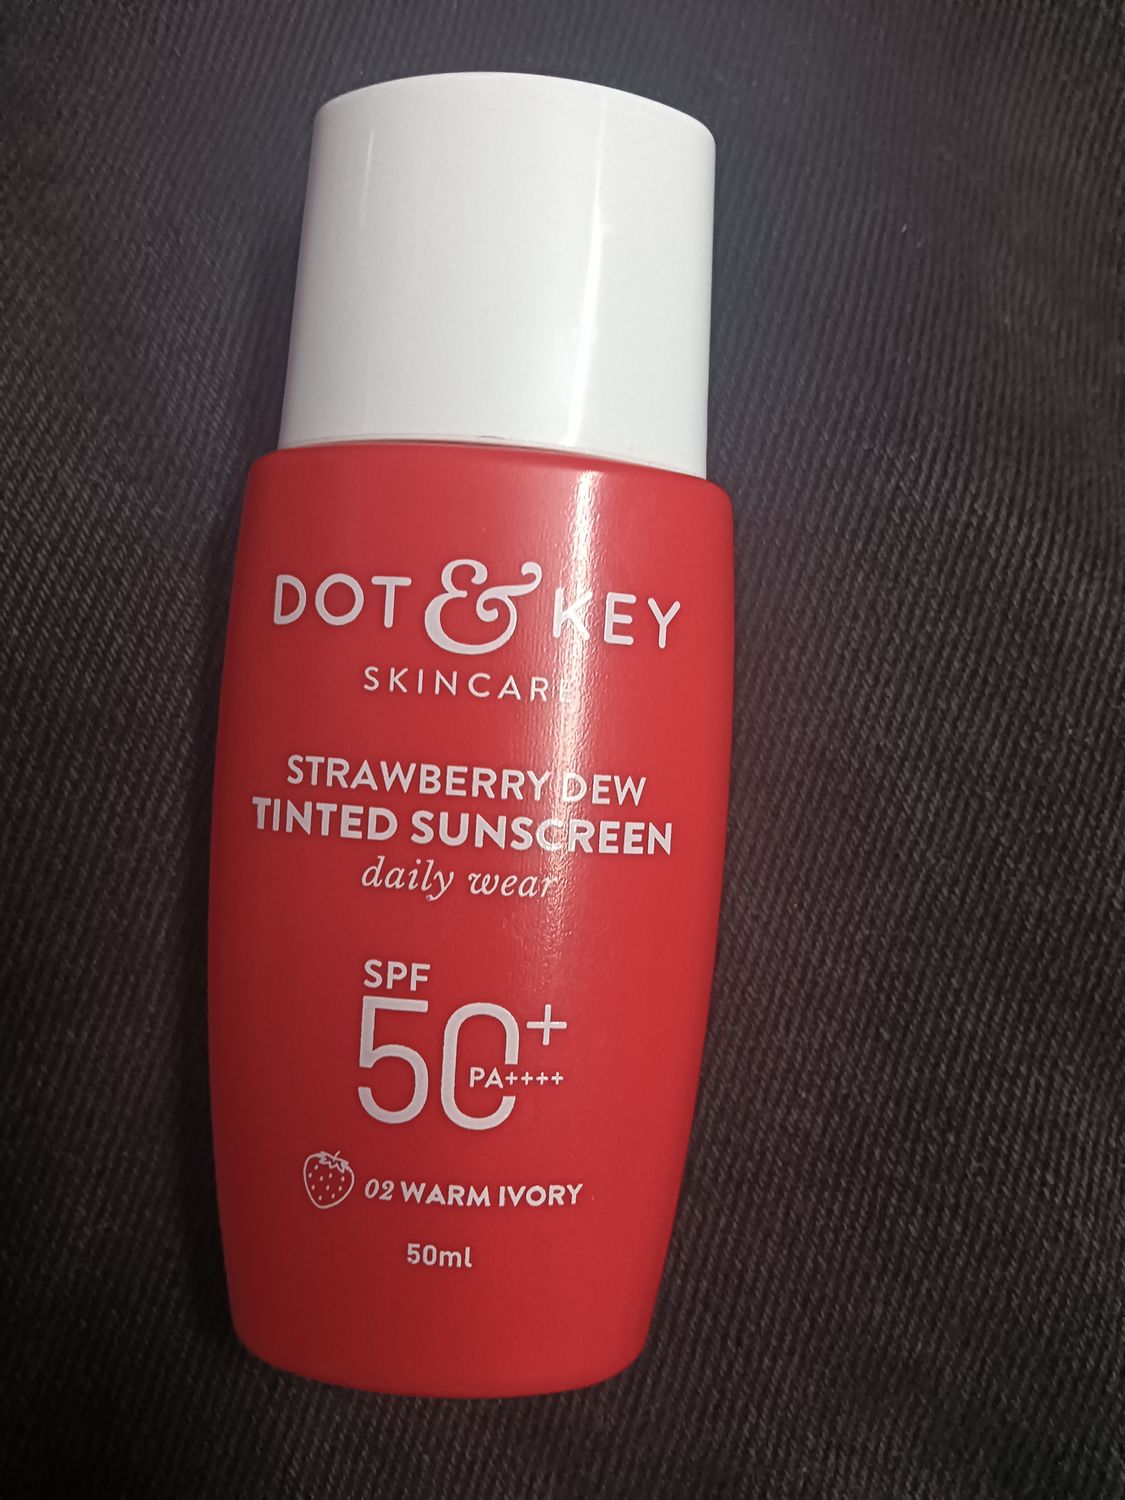 DOT & KEY
SKINCARE
STRAWBERRY DEW
TINTED SUNSCREEN
daily wear
SPF
50+
PA++++
02 WARM IVORY
50ml